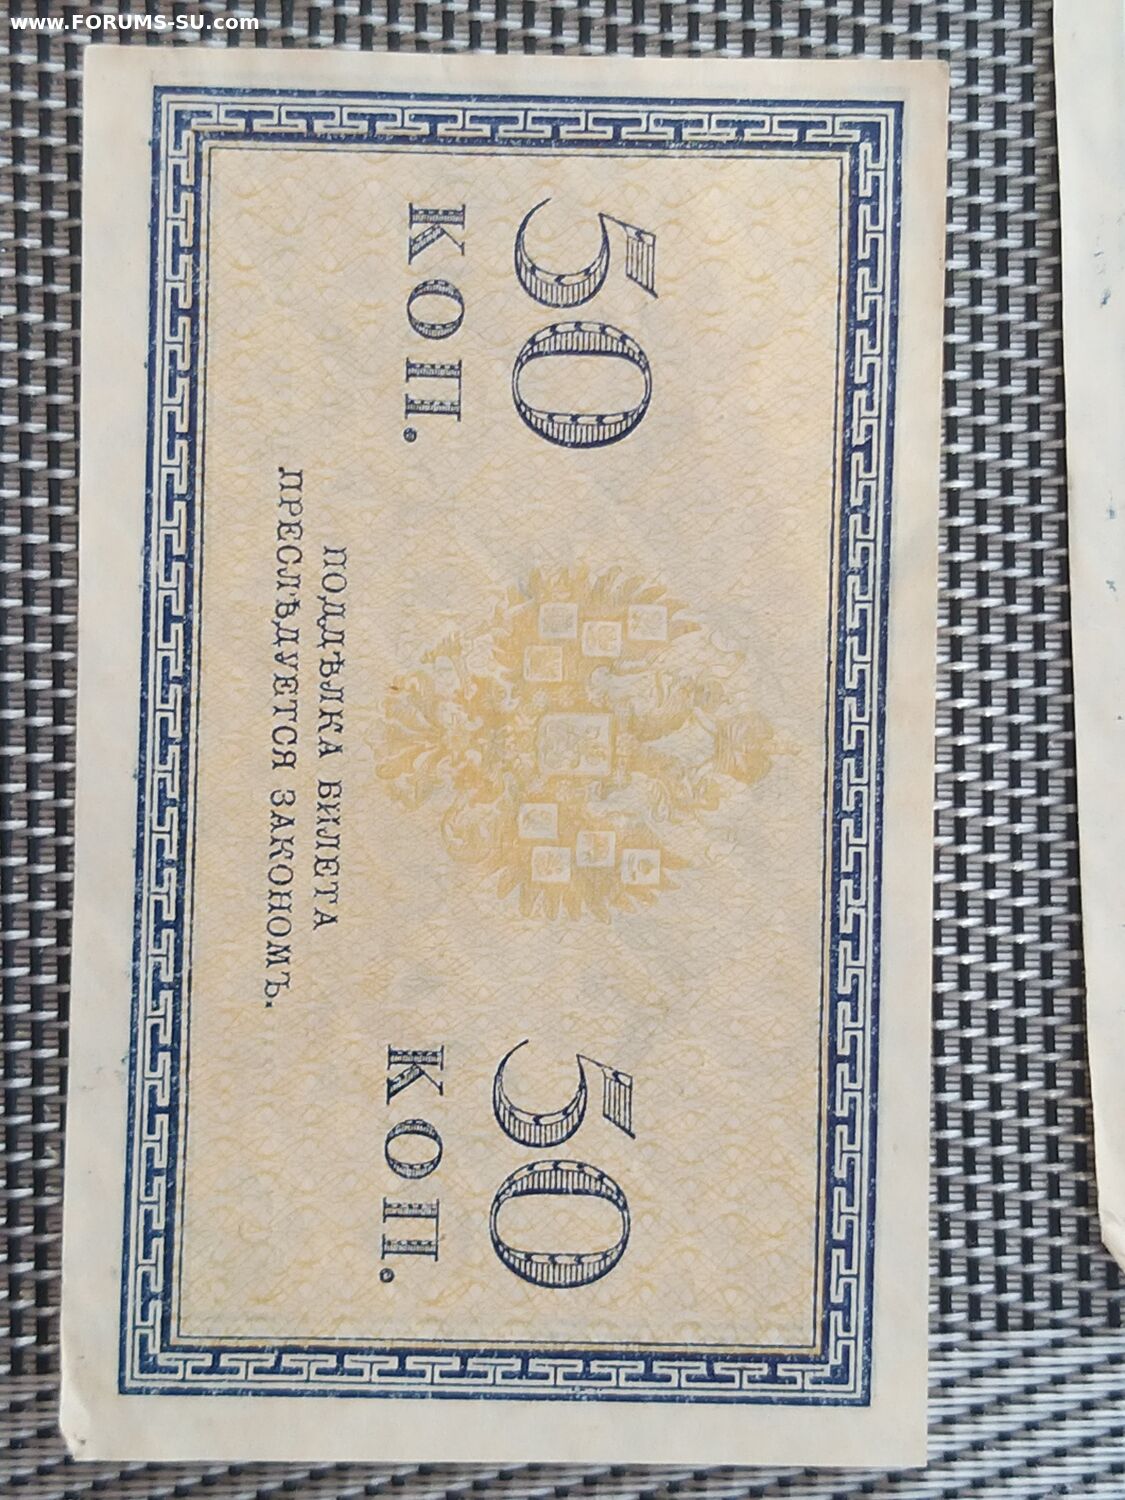 www.FORUMS-SU.com
50 50
КОП. КОП.
ПОДДѢЛКА БИЛЕТА
ПРЕСЛѢДУЕТСЯ ЗАКОНОМЪ.